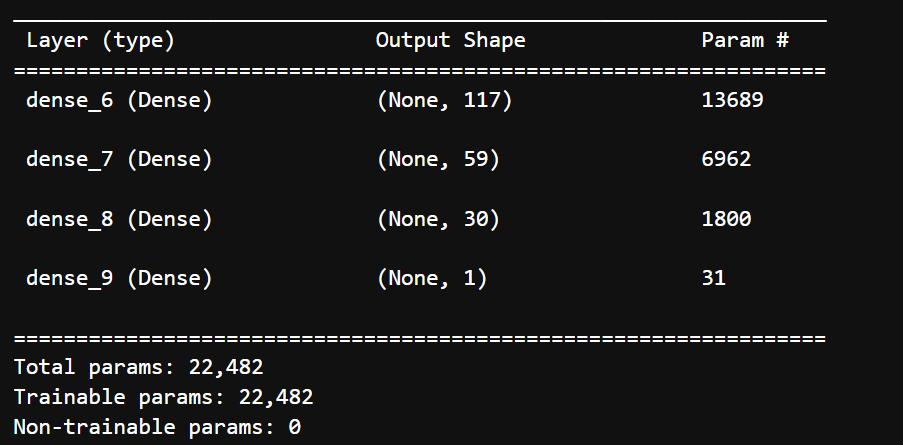 _________________________________________________________________
Layer (type)                Output Shape              Param #
=================================================================
dense_6 (Dense)             (None, 117)               13689
dense_7 (Dense)             (None, 59)                6962
dense_8 (Dense)             (None, 30)                1800
dense_9 (Dense)             (None, 1)                 31
=================================================================
Total params: 22,482
Trainable params: 22,482
Non-trainable params: 0